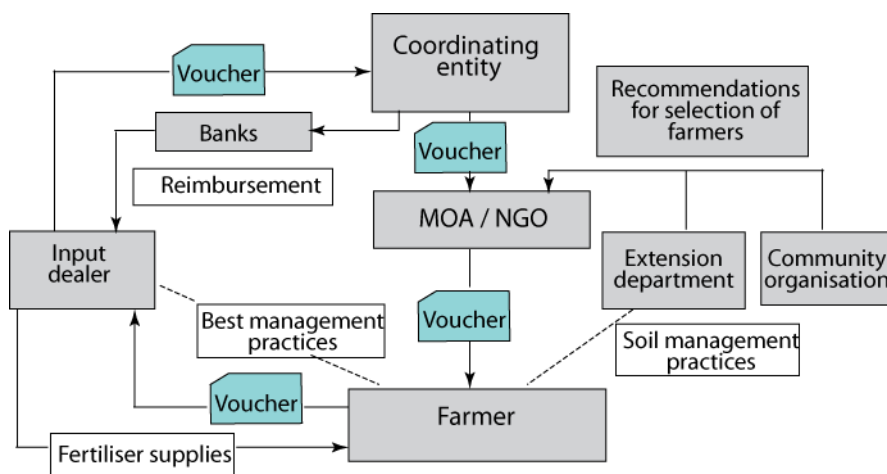 Coordinating
entity
Voucher
Recommendations
for selection of
farmers
Banks
Voucher
Reimbursement
MOA / NGO
Input
dealer
Extension
department
Community
organisation
Voucher
Best management
practices
Soil management
practices
Voucher
Farmer
Fertiliser supplies